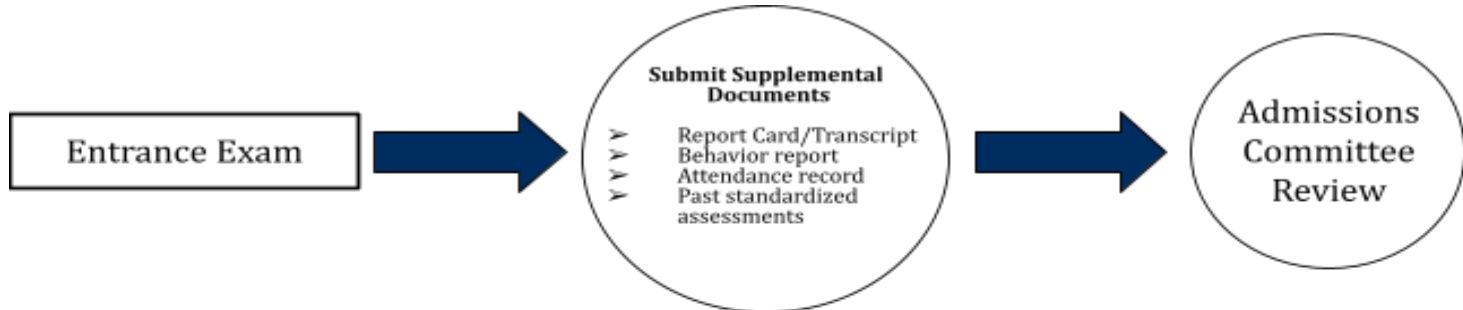 Entrance Exam
Submit Supplemental
Documents
➢ Report Card/Transcript
➢ Behavior report
➢ Attendance record
➢ Past standardized
assessments
Admissions
Committee
Review